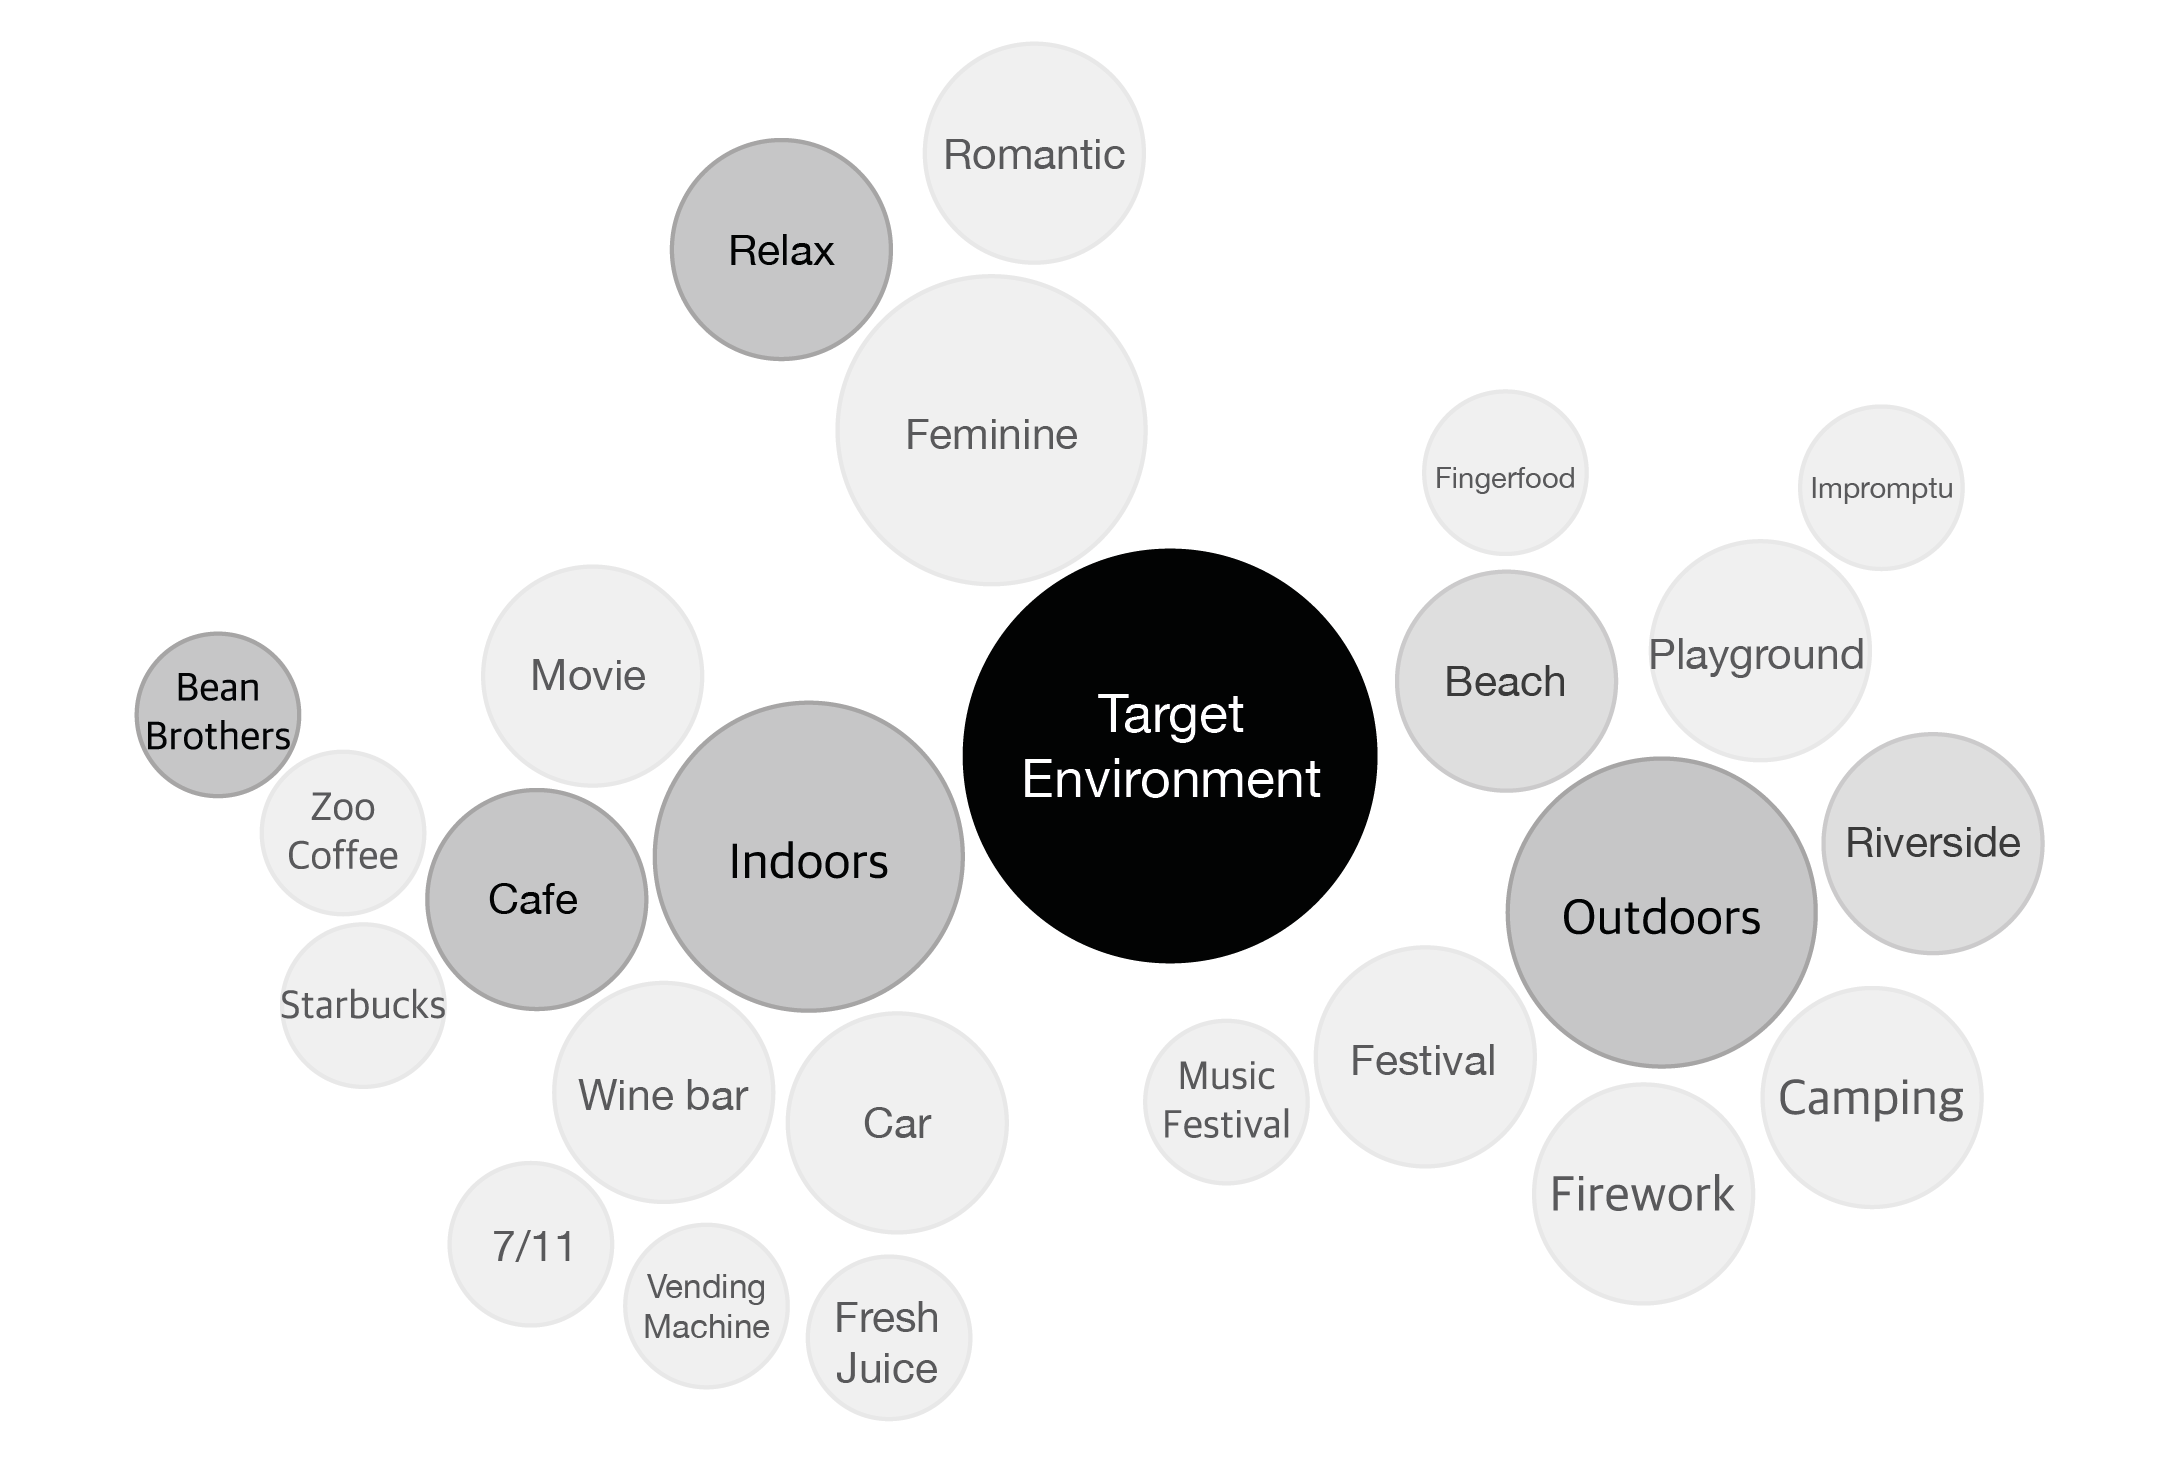 Romantic
Relax
Feminine
Fingerfood
Impromptu
Movie
Playground
Beach
Bean
Brothers
Target
Environment
Zoo
Coffee
Riverside
Indoors
Cafe
Outdoors
Starbucks
Festival
Music
Festival
Wine bar
Car
Camping
Firework
7/11
Vending
Machine
Fresh
Juice